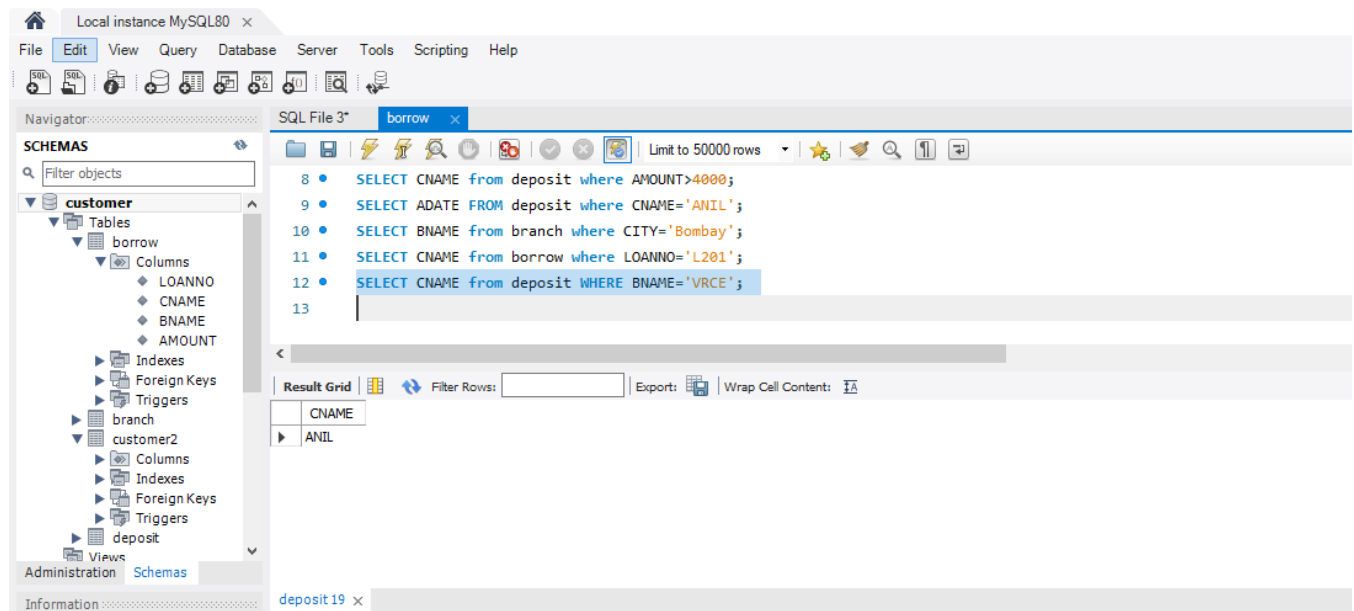 Local instance MySQL80
File Edit View Query Database Server Tools Scripting Help
SQL SQL
Navigator
SCHEMAS
Filter objects
customer
Tables
borrow
Columns
LOANNO
CNAME
BNAME
AMOUNT
Indexes
Foreign Keys
Triggers
branch
customer2
Columns
Indexes
Foreign Keys
Triggers
deposit
Views
Administration Schemas
Information
SQL File 3* borrow
Limit to 50000 rows
8 SELECT CNAME from deposit where AMOUNT>4000;
9 SELECT ADATE FROM deposit where CNAME='ANIL';
10 SELECT BNAME from branch where CITY='Bombay';
11 SELECT CNAME from borrow where LOANNO='L201';
12 SELECT CNAME from deposit WHERE BNAME='VRCE';
13
Result Grid Filter Rows: Export: Wrap Cell Content:
CNAME
ANIL
deposit 19